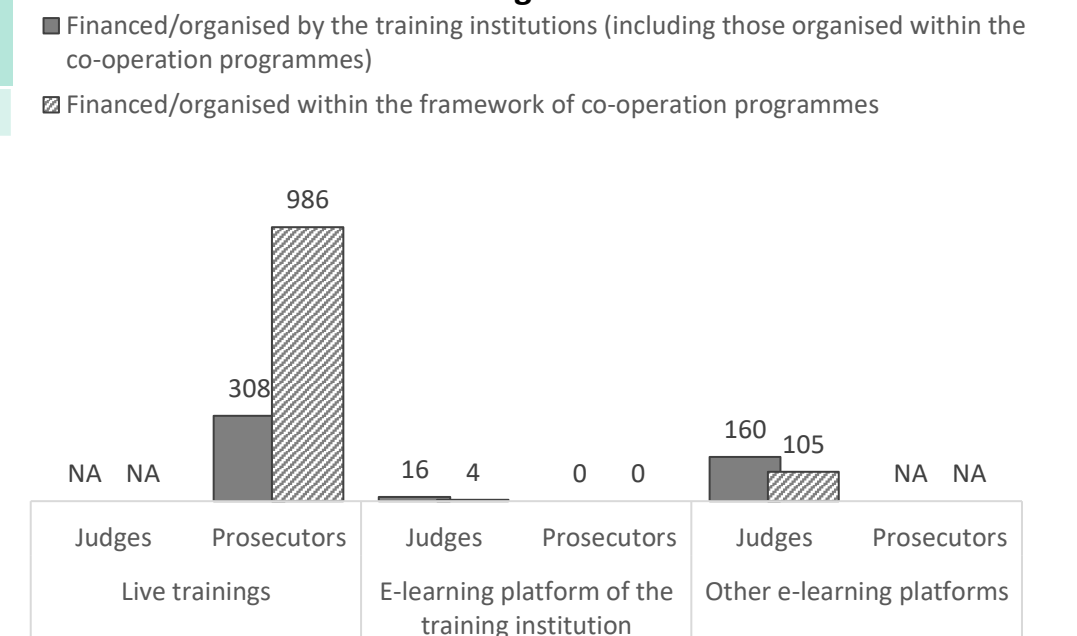 Financed/organised by the training institutions (including those organised within the
co-operation programmes)
Financed/organised within the framework of co-operation programmes
986
308
160
105
NA NA
16 4
0 0
NA NA
Judges Prosecutors Judges Prosecutors Judges Prosecutors
Live trainings E-learning platform of the Other e-learning platforms
training institution